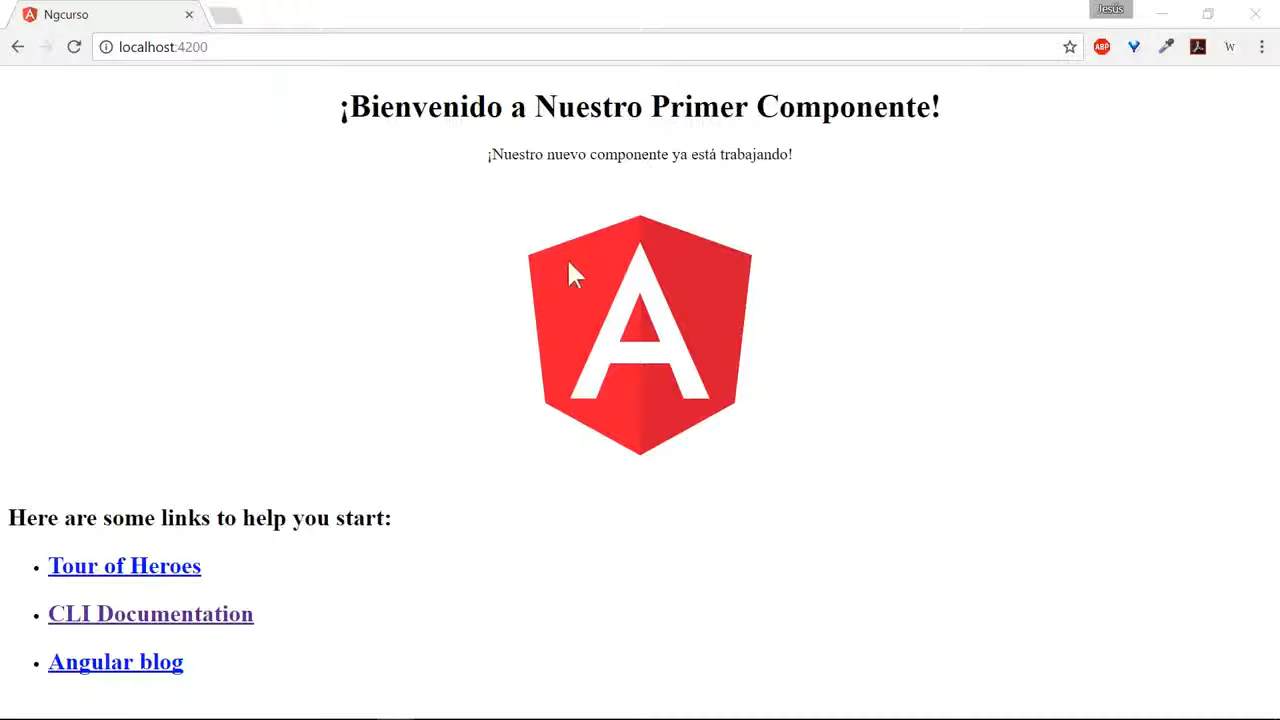 Ngcurso
Jesús
localhost:4200
ABP
W
¡Bienvenido a Nuestro Primer Componente!
¡Nuestro nuevo componente ya está trabajando!
A
Here are some links to help you start:
Tour of Heroes
CLI Documentation
Angular blog